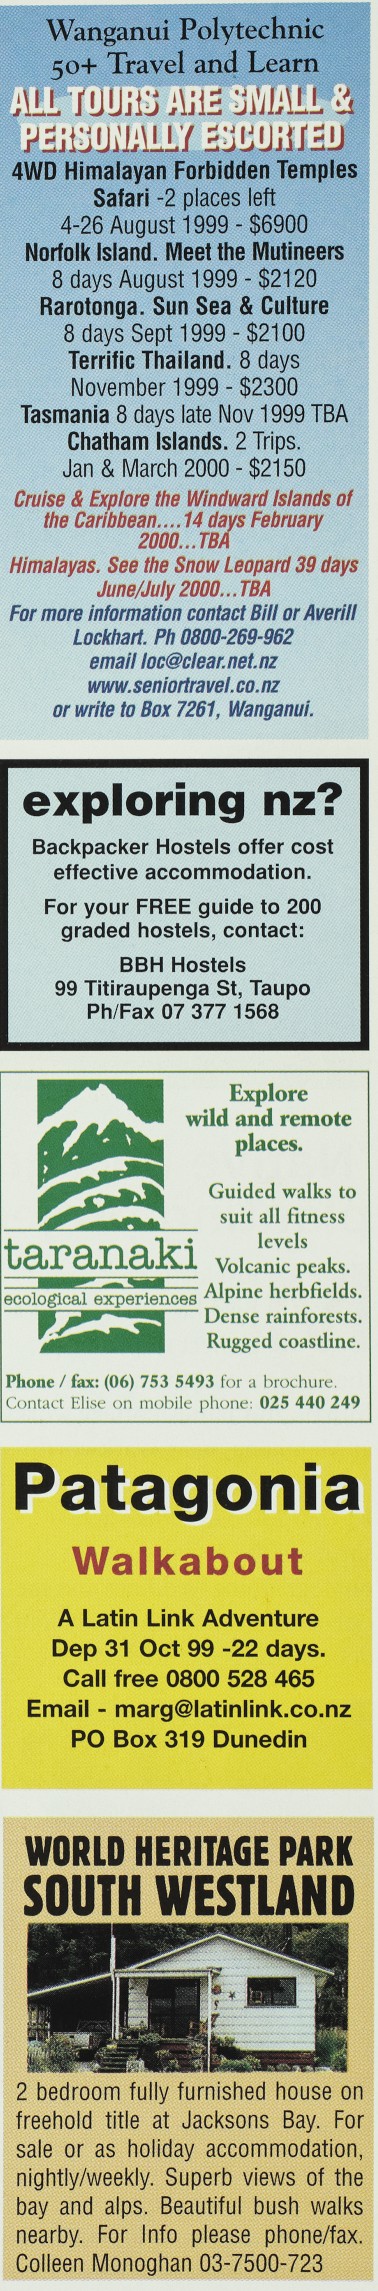 Wanganui Polytechnic
50+ Travel and Learn
ALL TOURS ARE SMALL &
PERSONALLY ESCORTED
4WD Himalayan Forbidden Temples
Safari -2 places left
4-26 August 1999 - $6900
Norfolk Island. Meet the Mutineers
8 days August 1999 - $2120
Rarotonga. Sun Sea & Culture
8 days Sept 1999 - $2100
Terrific Thailand. 8 days
November 1999 - $2300
Tasmania 8 days late Nov 1999 TBA
Chatham Islands. 2 Trips.
Jan & March 2000 - $2150
Cruise & Explore the Windward Islands of
the Caribbean....14 days February
2000...TBA
Himalayas. See the Snow Leopard 39 days
June/July 2000...TBA
For more information contact Bill or Averill
Lockhart. Ph 0800-269-962
email loc@clear.net.nz
www.seniortravel.co.nz
or write to Box 7261, Wanganui.
exploring nz?
Backpacker Hostels offer cost
effective accommodation.
For your FREE guide to 200
graded hostels, contact:
BBH Hostels
99 Titiraupenga St, Taupo
Ph/Fax 07 377 1568
taranaki
ecological experiences
Explore
wild and remote
places.
Guided walks to
suit all fitness
levels
Volcanic peaks.
Alpine herbfields.
Dense rainforests.
Rugged coastline.
Phone / fax: (06) 753 5493 for a brochure.
Contact Elise on mobile phone: 025 440 249
Patagonia
Walkabout
A Latin Link Adventure
Dep 31 Oct 99 -22 days.
Call free 0800 528 465
Email - marg@latinlink.co.nz
PO Box 319 Dunedin
WORLD HERITAGE PARK
SOUTH WESTLAND
2 bedroom fully furnished house on
freehold title at Jacksons Bay. For
sale or as holiday accommodation,
nightly/weekly. Superb views of the
bay and alps. Beautiful bush walks
nearby. For Info please phone/fax.
Colleen Monoghan 03-7500-723